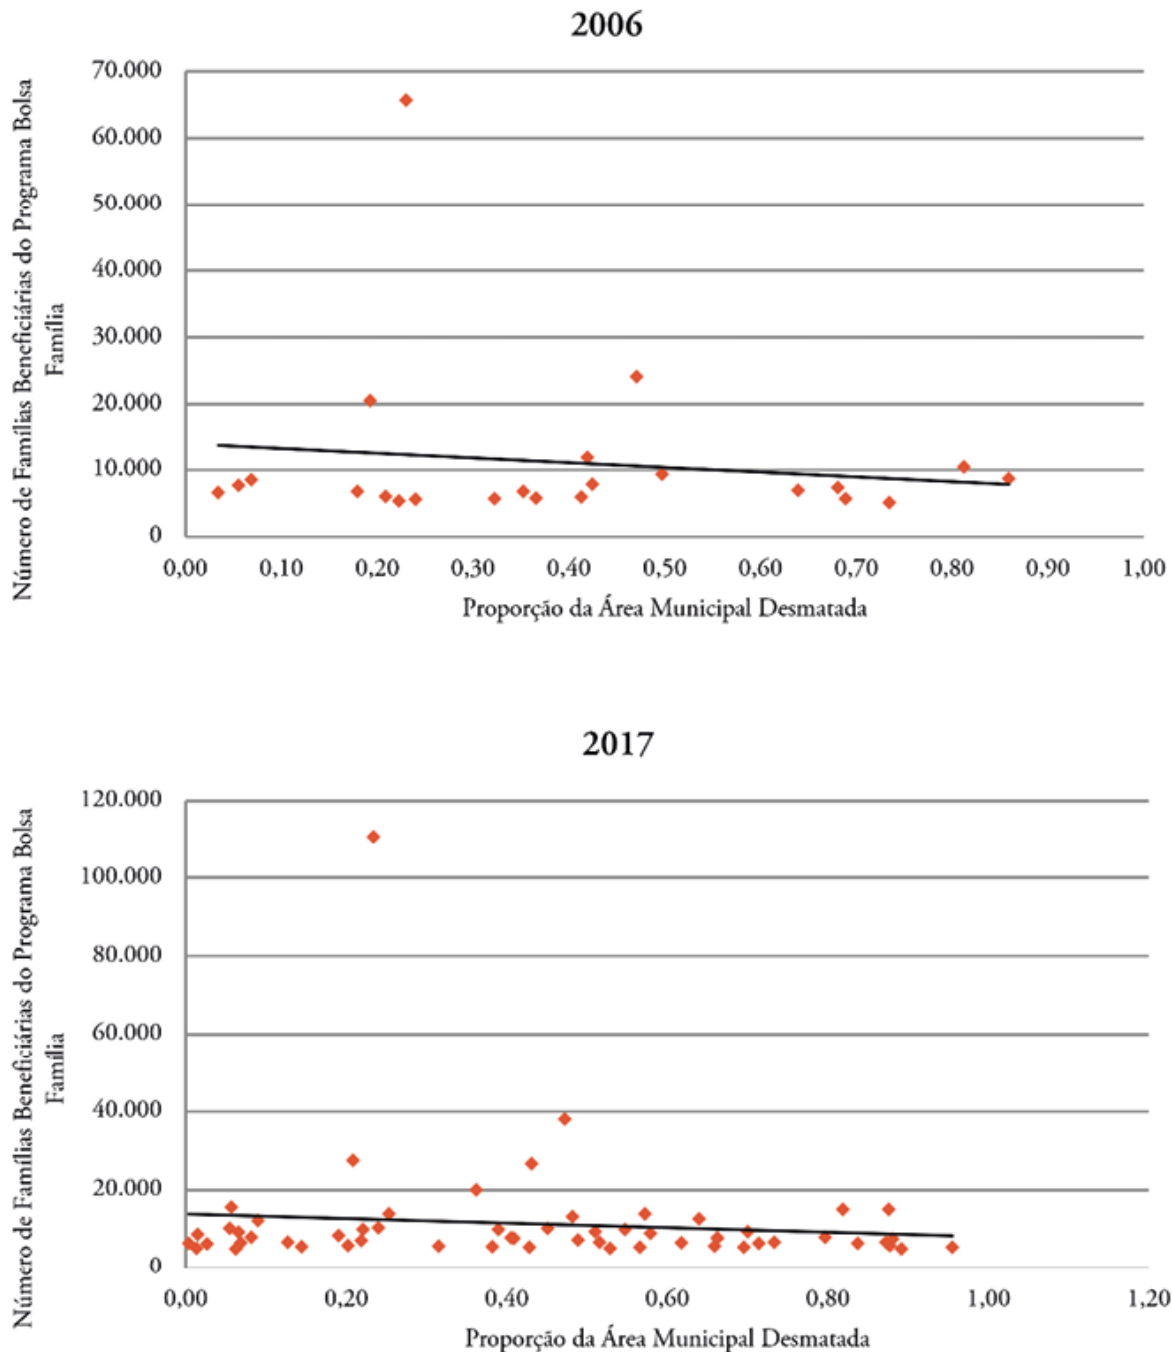 2006
70.000
60.000
50.000
40.000
30.000
20.000
10.000
0
Número de Famílias Beneficiárias do Programa Bolsa
Família
0,00 0,10 0,20 0,30 0,40 0,50 0,60 0,70 0,80 0,90 1,00
Proporção da Área Municipal Desmatada
2017
120.000
100.000
80.000
60.000
40.000
20.000
0
Número de Famílias Beneficiárias do Programa Bolsa
Família
0,00 0,20 0,40 0,60 0,80 1,00 1,20
Proporção da Área Municipal Desmatada